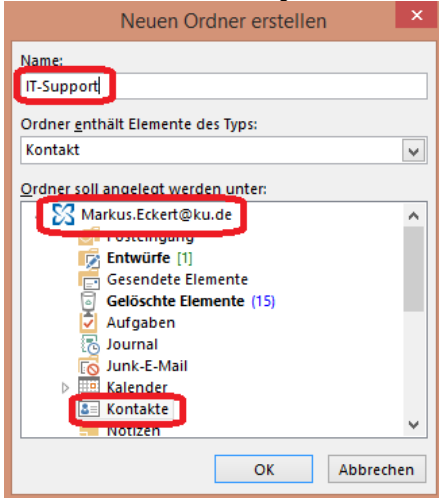 Neuen Ordner erstellen
Name:
IT-Support
Ordner enthält Elemente des Typs:
Kontakt
Ordner soll angelegt werden unter:
Markus.Eckert@ku.de
Posteingang
Entwürfe [1]
Gesendete Elemente
Gelöschte Elemente (15)
Aufgaben
Journal
Junk-E-Mail
Kalender
Kontakte
Notizen
OK Abbrechen